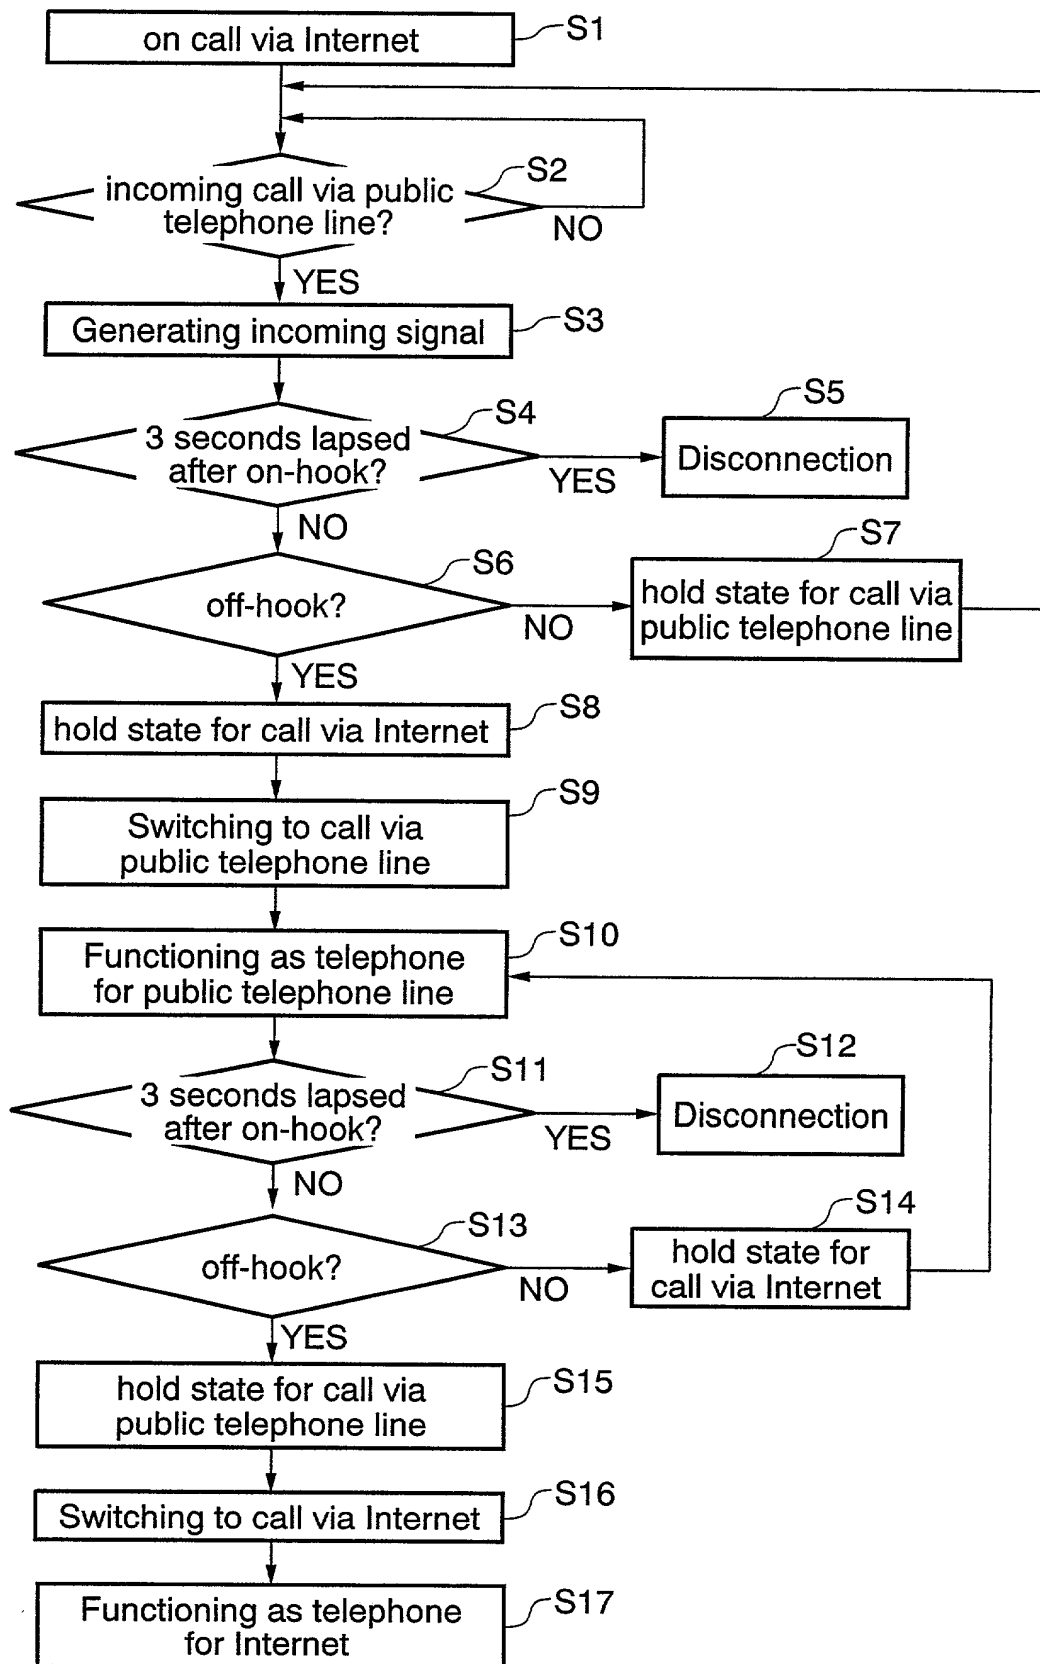 on call via Internet
S1
incoming call via public
telephone line?
S2
NO
YES
Generating incoming signal
S3
3 seconds lapsed
after on-hook?
S4
YES
Disconnection
S5
NO
off-hook?
S6
NO
hold state for call via
public telephone line
S7
YES
hold state for call via Internet
S8
Switching to call via
public telephone line
S9
Functioning as telephone
for public telephone line
S10
3 seconds lapsed
after on-hook?
S11
YES
Disconnection
S12
NO
off-hook?
S13
NO
hold state for
call via Internet
S14
YES
hold state for call via
public telephone line
S15
Switching to call via Internet
S16
Functioning as telephone
for Internet
S17